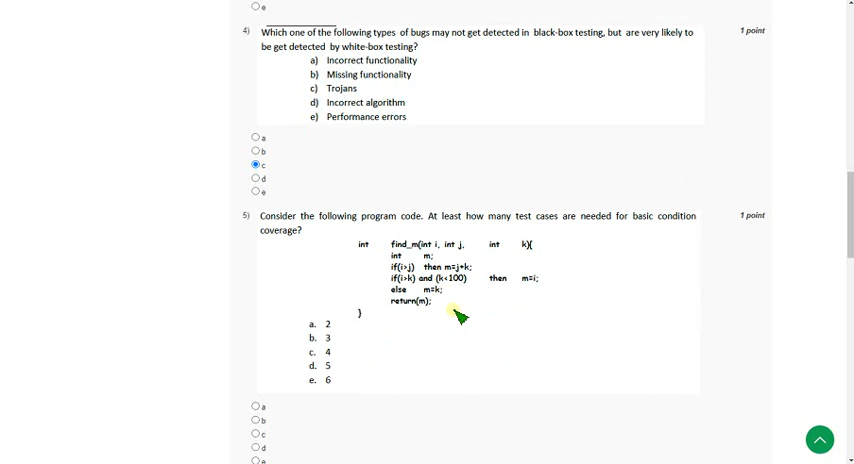 e
4) Which one of the following types of bugs may not get detected in black-box testing, but are very likely to 1 point
be get detected by white-box testing?
a) Incorrect functionality
b) Missing functionality
c) Trojans
d) Incorrect algorithm
e) Performance errors
a
b
c
d
e
5) Consider the following program code. At least how many test cases are needed for basic condition 1 point
coverage?
int find_m(int i, int j, int k){
int m;
if(i>j) then m=j+k;
if(i>k) and (k<100) then m=i;
else m=k;
return(m);
}
a. 2
b. 3
c. 4
d. 5
e. 6
a
b
c
d
e